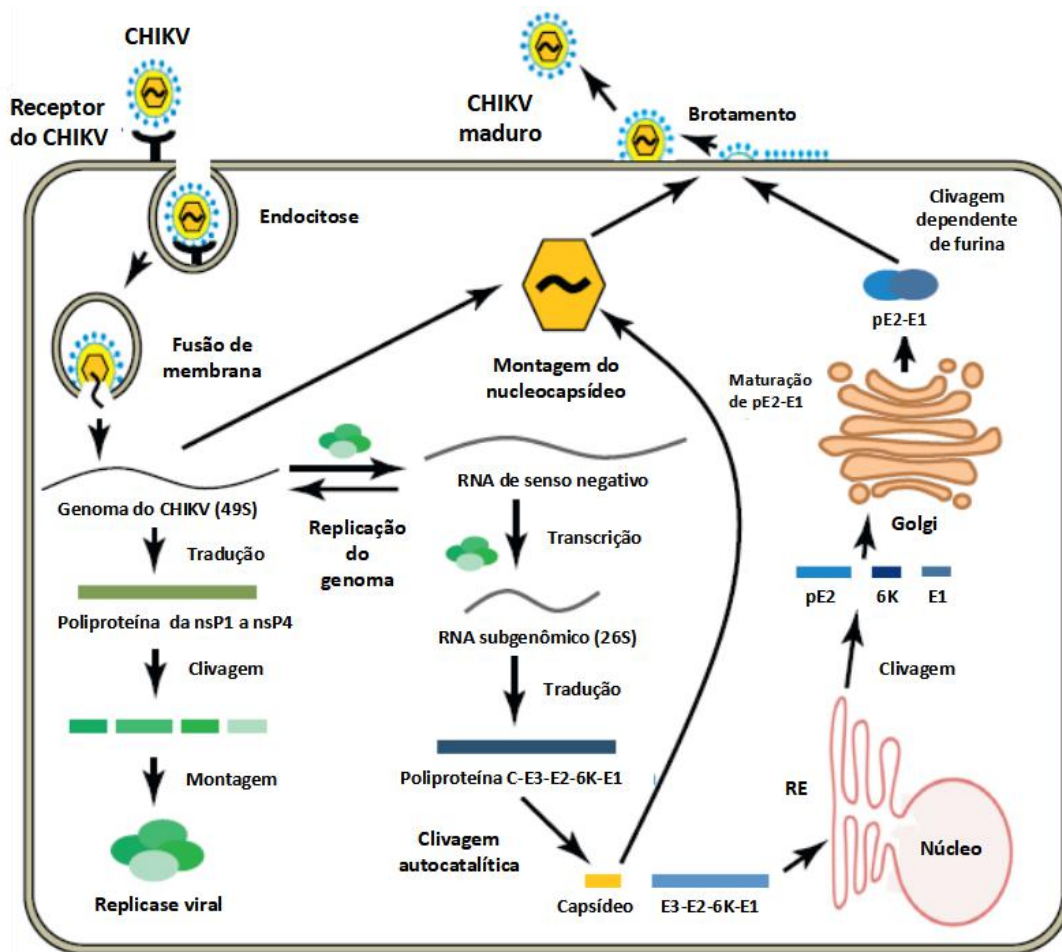 CHIKV
Receptor
do CHIKV
Endocitose
Fusão de
membrana
CHIKV
maduro
Brotamento
Clivagem
dependente
de furina
pE2-E1
Maturação
de pE2-E1
Montagem do
nucleocapsídeo
Golgi
Genoma do CHIKV (49S)
Replicação
do
genoma
RNA de senso negativo
Tradução
Transcrição
Poliproteína da nsP1 a nsP4
RNA subgenômico (26S)
pE2
6K
E1
Clivagem
Tradução
Clivagem
Montagem
Poliproteína C-E3-E2-6K-E1
RE
Núcleo
Clivagem
autocatalítica
Replicase viral
Capsídeo
E3-E2-6K-E1